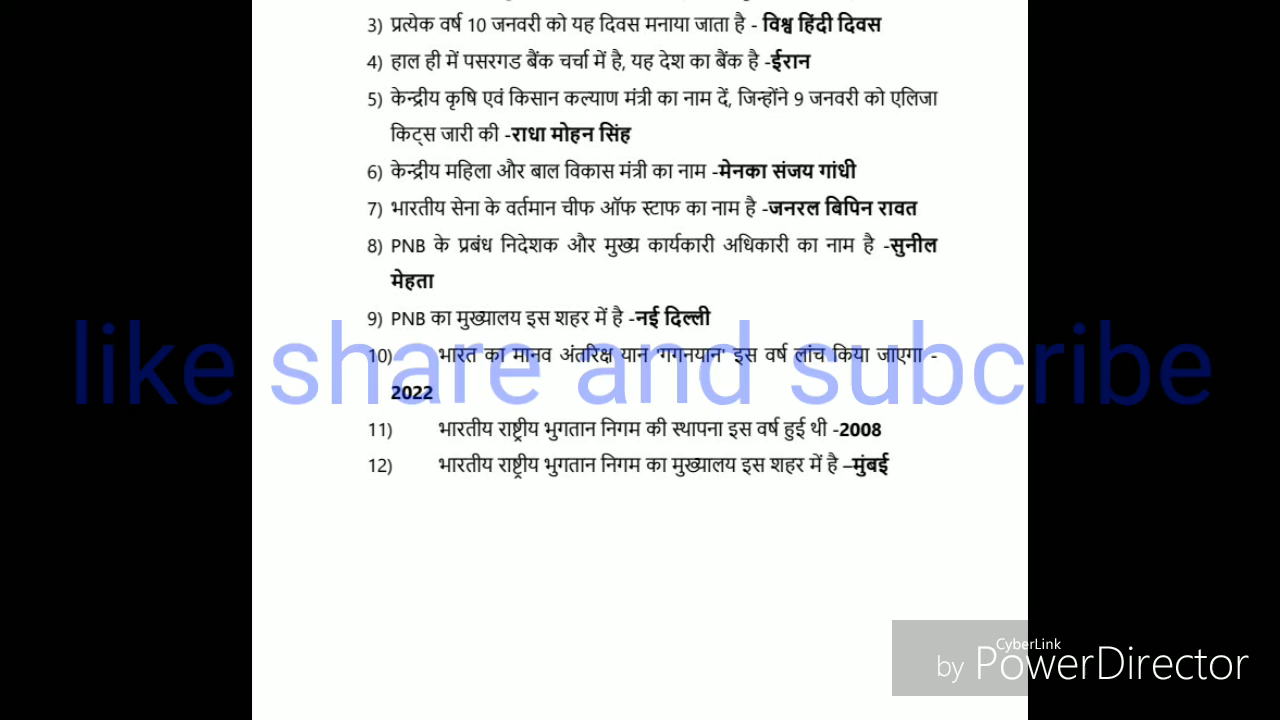 3) प्रत्येक वर्ष 10 जनवरी को यह दिवस मनाया जाता है - विश्व हिंदी दिवस
4) हाल ही में पसरगड बैंक चर्चा में है, यह देश का बैंक है -ईरान
5) केन्द्रीय कृषि एवं किसान कल्याण मंत्री का नाम दें, जिन्होंने 9 जनवरी को एलिजा
किट्स जारी की -राधा मोहन सिंह
6) केन्द्रीय महिला और बाल विकास मंत्री का नाम -मेनका संजय गांधी
7) भारतीय सेना के वर्तमान चीफ ऑफ स्टाफ का नाम है -जनरल बिपिन रावत
8) PNB के प्रबंध निदेशक और मुख्य कार्यकारी अधिकारी का नाम है -सुनील
मेहता
9) PNB का मुख्यालय इस शहर में है -नई दिल्ली
10) भारत का मानव अंतरिक्ष यान 'गगनयान' इस वर्ष लांच किया जाएगा -
like share and subcribe
2022
11) भारतीय राष्ट्रीय भुगतान निगम की स्थापना इस वर्ष हुई थी -2008
12) भारतीय राष्ट्रीय भुगतान निगम का मुख्यालय इस शहर में है –मुंबई
CyberLink
by PowerDirector